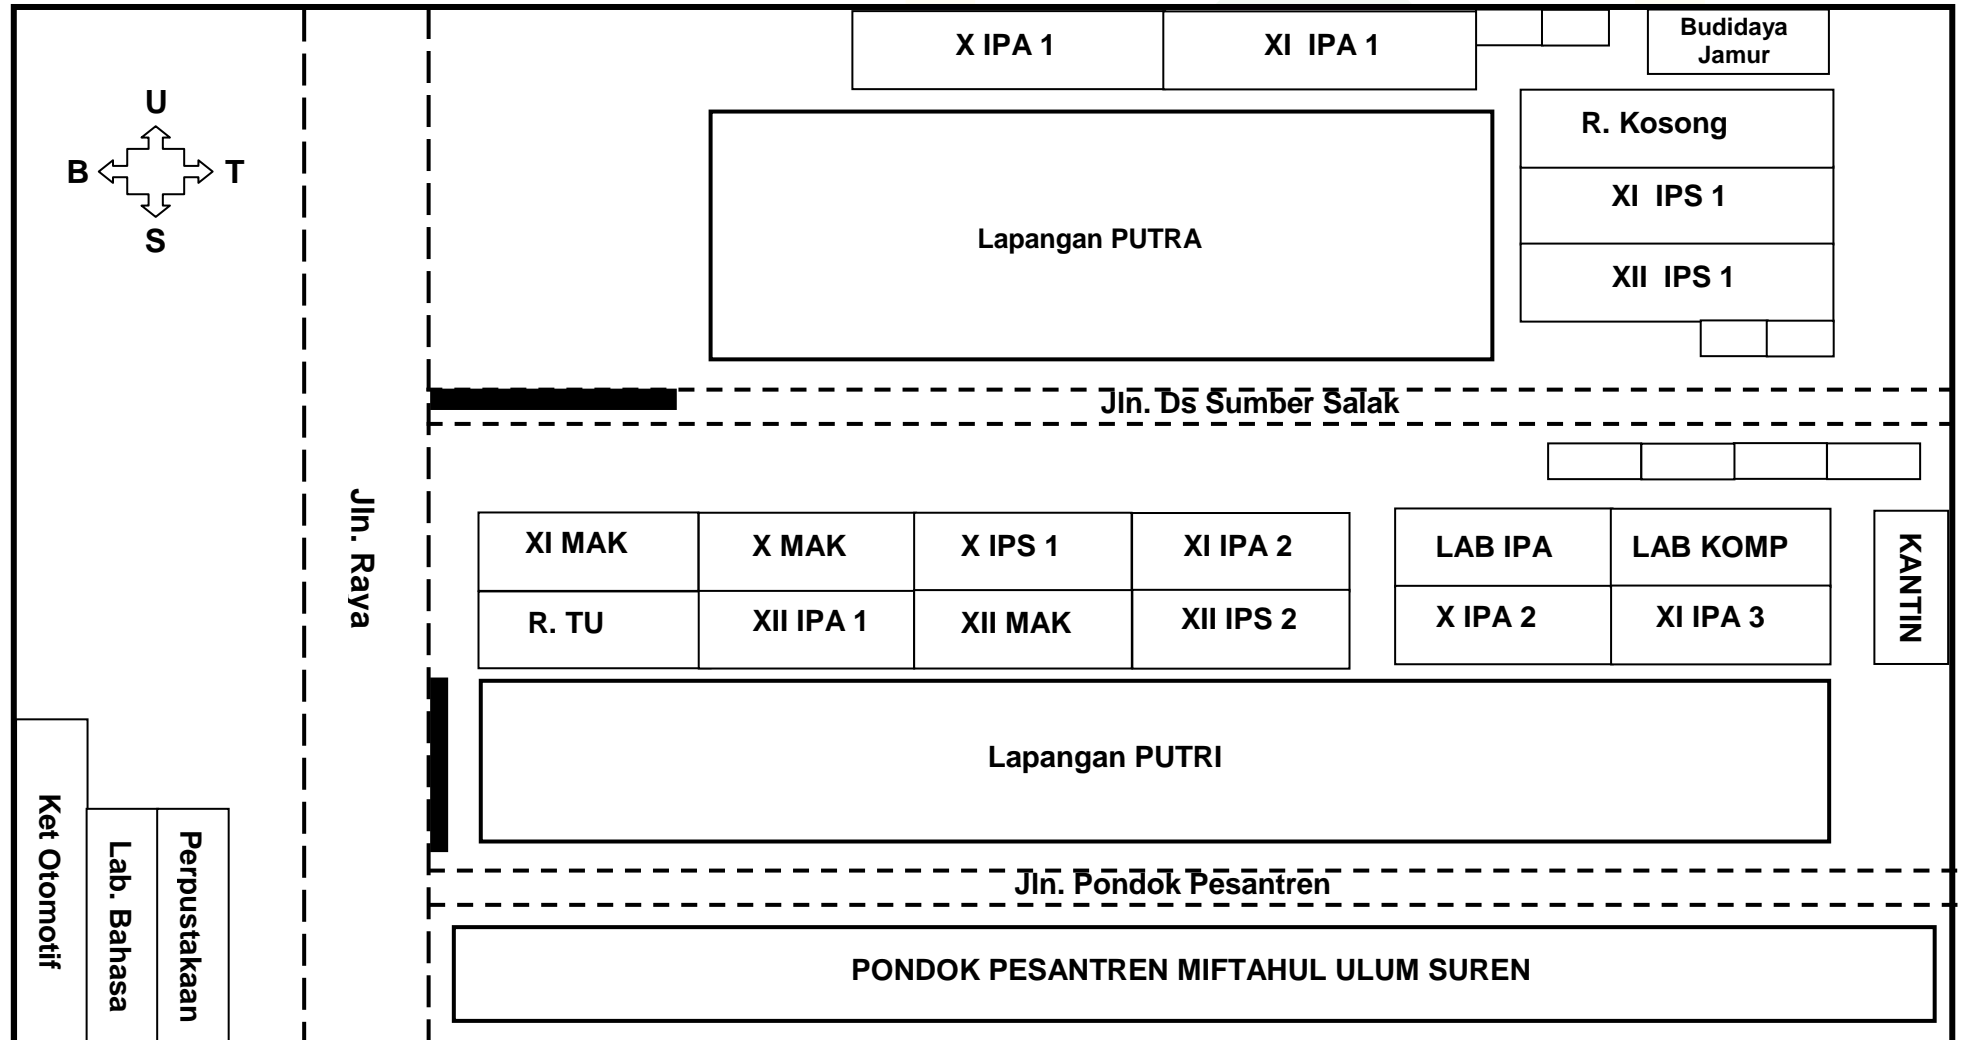 X IPA 1
XI IPA 1
Budidaya
Jamur
U
B
T
S
R. Kosong
XI IPS 1
XII IPS 1
Lapangan PUTRA
Jln. Ds Sumber Salak
Jln. Raya
XI MAK
X MAK
X IPS 1
XI IPA 2
LAB IPA
LAB KOMP
KANTIN
R. TU
XII IPA 1
XII MAK
XII IPS 2
X IPA 2
XI IPA 3
Lapangan PUTRI
Ket Otomotif
Lab. Bahasa
Perpustakaan
Jln. Pondok Pesantren
PONDOK PESANTREN MIFTAHUL ULUM SUREN